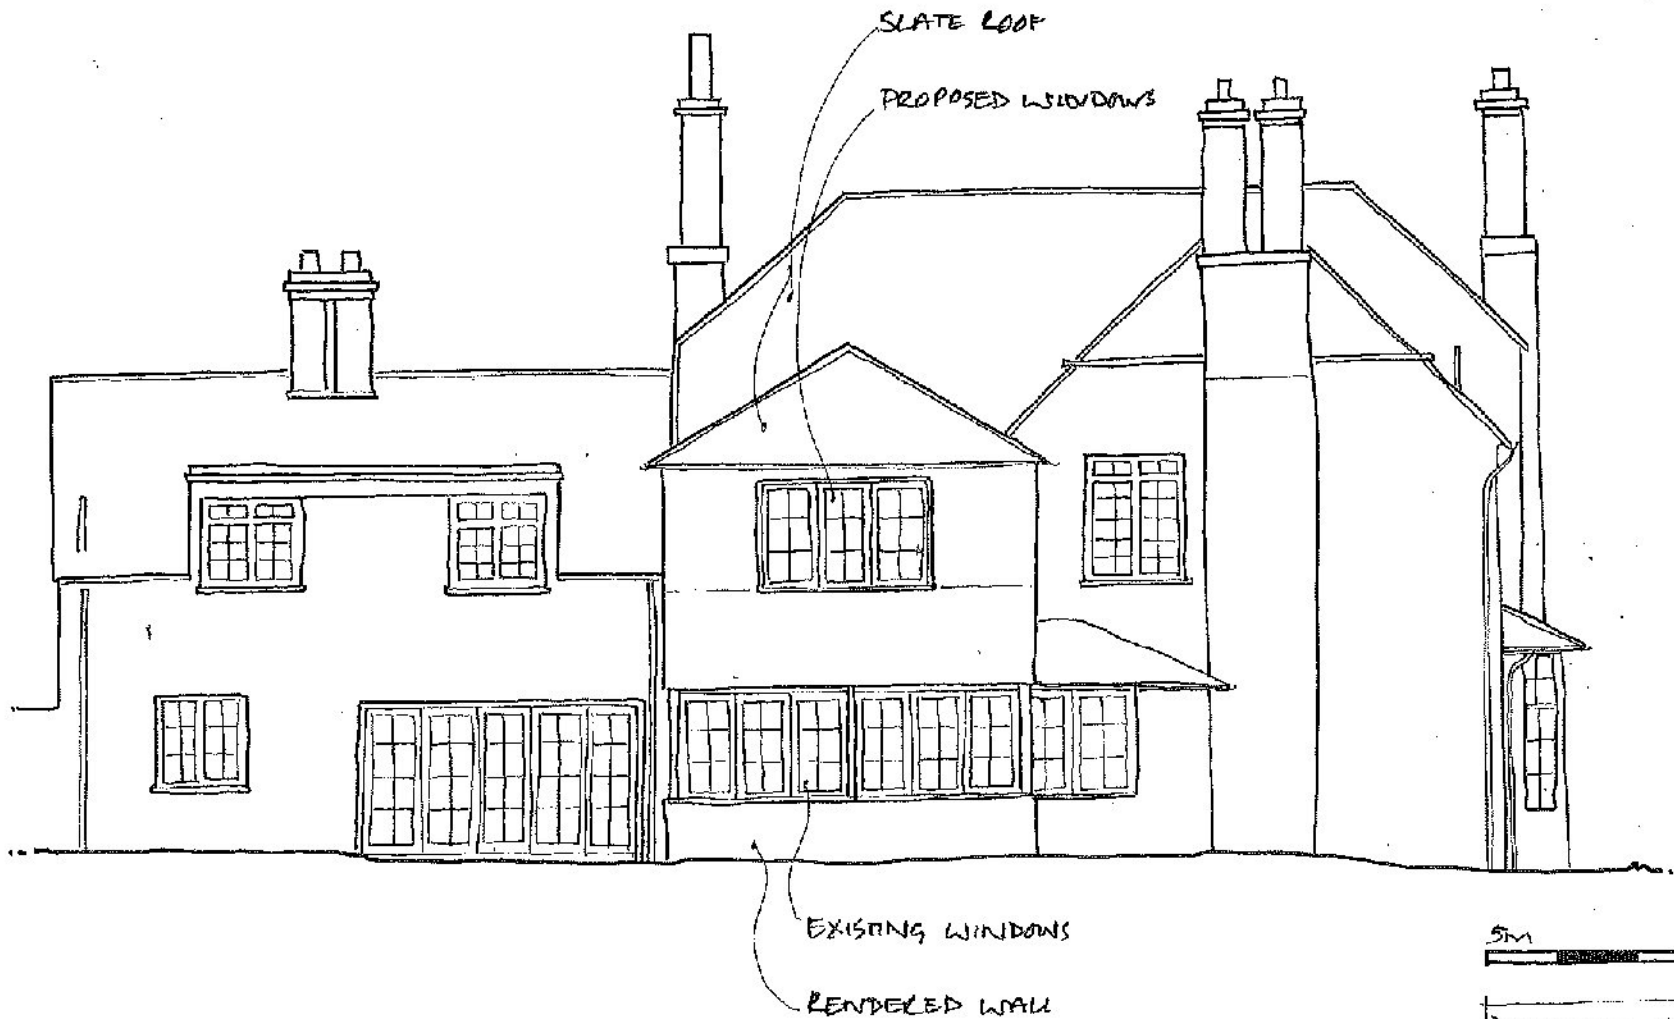 SLATE ROOF
PROPOSED WINDOWS
EXISTING WINDOWS
5M
RENDERED WALL